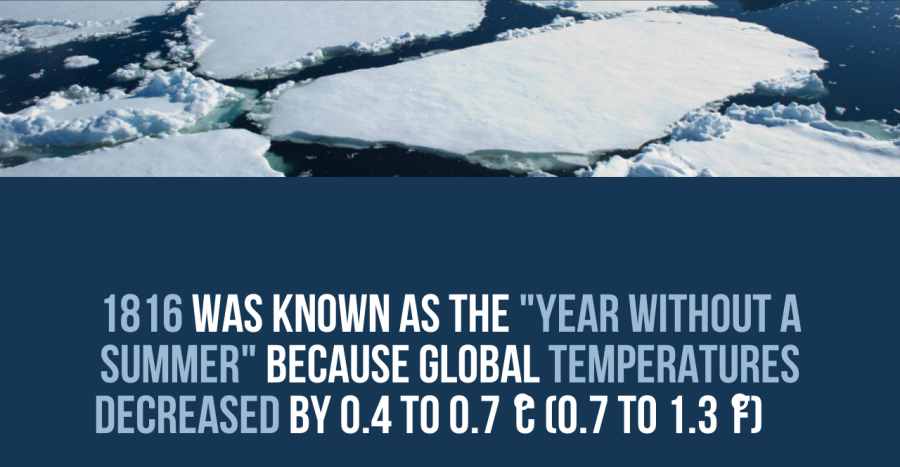 1816 WAS KNOWN AS THE "YEAR WITHOUT A
SUMMER" BECAUSE GLOBAL TEMPERATURES
DECREASED BY 0.4 TO 0.7 °C (0.7 TO 1.3 °F)